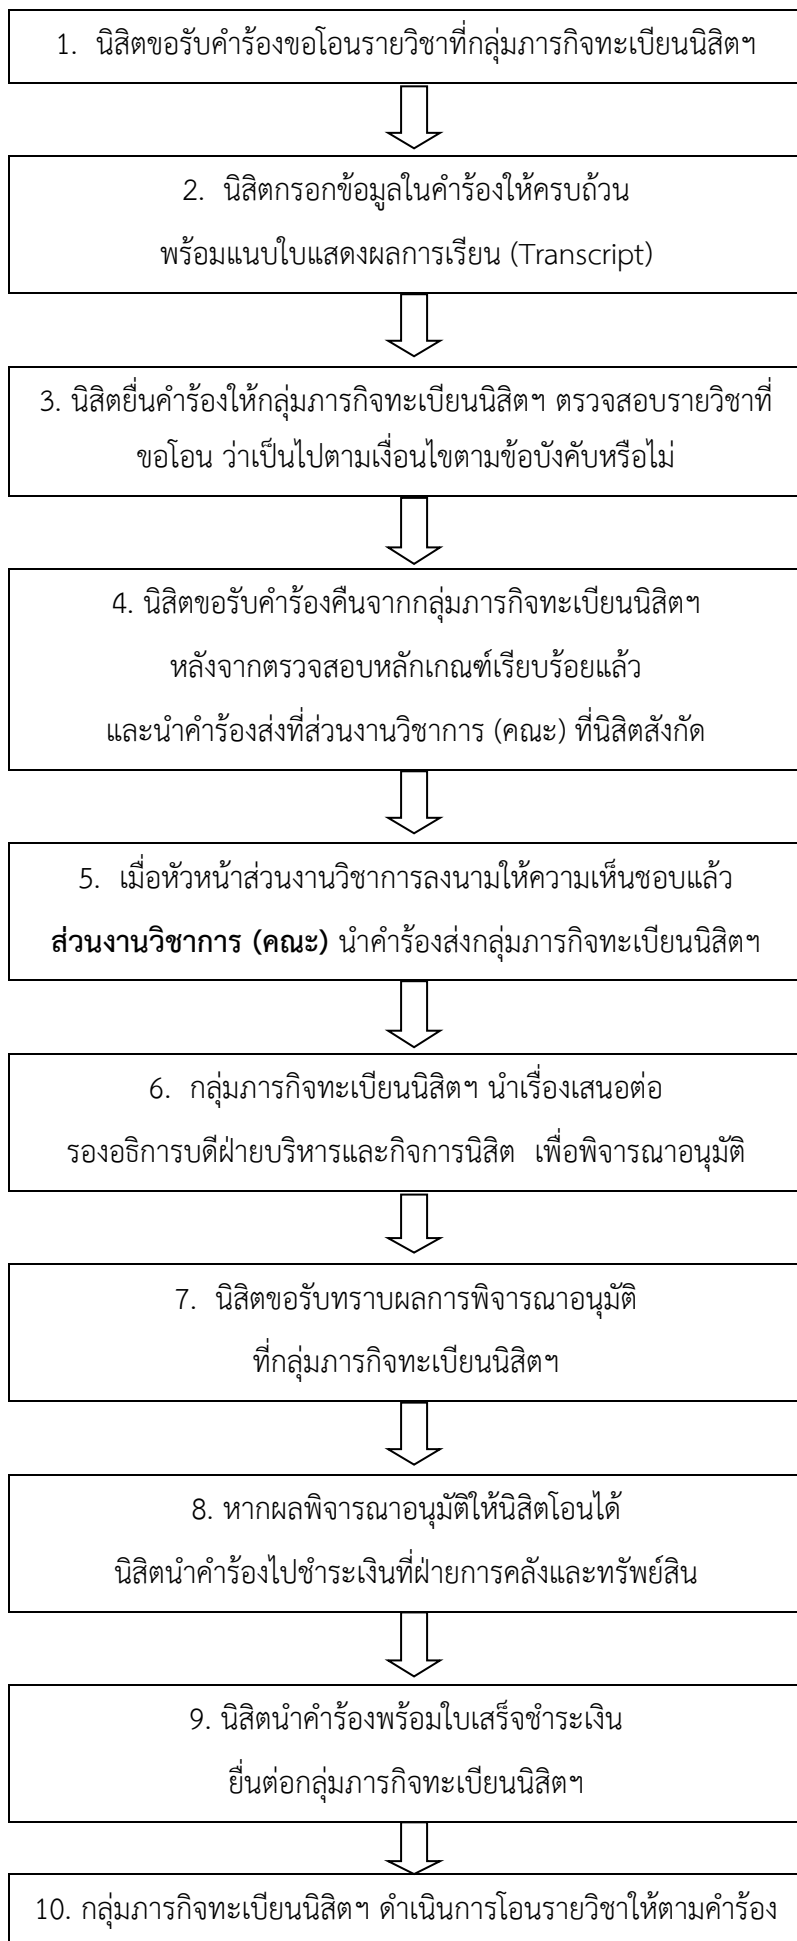 1. นิสิตขอรับคำร้องขอโอนรายวิชาที่กลุ่มภารกิจทะเบียนนิสิตฯ
2. นิสิตกรอกข้อมูลในคำร้องให้ครบถ้วน
พร้อมแนบใบแสดงผลการเรียน (Transcript)
3. นิสิตยื่นคำร้องให้กลุ่มภารกิจทะเบียนนิสิตฯ ตรวจสอบรายวิชาที่
ขอโอน ว่าเป็นไปตามเงื่อนไขตามข้อบังคับหรือไม่
4. นิสิตขอรับคำร้องคืนจากกลุ่มภารกิจทะเบียนนิสิตฯ
หลังจากตรวจสอบหลักเกณฑ์เรียบร้อยแล้ว
และนำคำร้องส่งที่ส่วนงานวิชาการ (คณะ) ที่นิสิตสังกัด
5. เมื่อหัวหน้าส่วนงานวิชาการลงนามให้ความเห็นชอบแล้ว
ส่วนงานวิชาการ (คณะ) นำคำร้องส่งกลุ่มภารกิจทะเบียนนิสิตฯ
6. กลุ่มภารกิจทะเบียนนิสิตฯ นำเรื่องเสนอต่อ
รองอธิการบดีฝ่ายบริหารและกิจการนิสิต เพื่อพิจารณาอนุมัติ
7. นิสิตขอรับทราบผลการพิจารณาอนุมัติ
ที่กลุ่มภารกิจทะเบียนนิสิตฯ
8. หากผลพิจารณาอนุมัติให้นิสิตโอนได้
นิสิตนำคำร้องไปชำระเงินที่ฝ่ายการคลังและทรัพย์สิน
9. นิสิตนำคำร้องพร้อมใบเสร็จชำระเงิน
ยื่นต่อกลุ่มภารกิจทะเบียนนิสิตฯ
10. กลุ่มภารกิจทะเบียนนิสิตฯ ดำเนินการโอนรายวิชาให้ตามคำร้อง